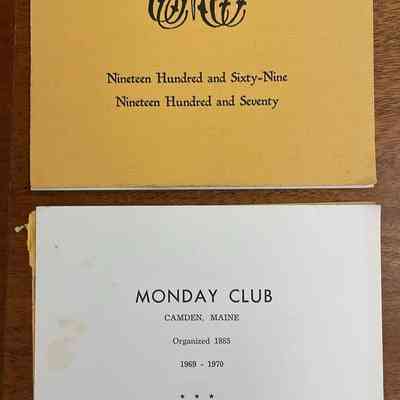 Nineteen Hundred and Sixty-Nine
Nineteen Hundred and Seventy
MONDAY CLUB
CAMDEN, MAINE
Organized 1885
1969 - 1970
* * *